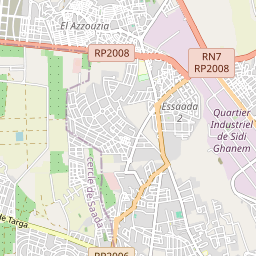 El Azzouzia
RP2008
RN7
RP2008
Essaada
2
Quartier
Industriel
de Sidi
Ghanem
cercle de Saada
de Targa
RP2006